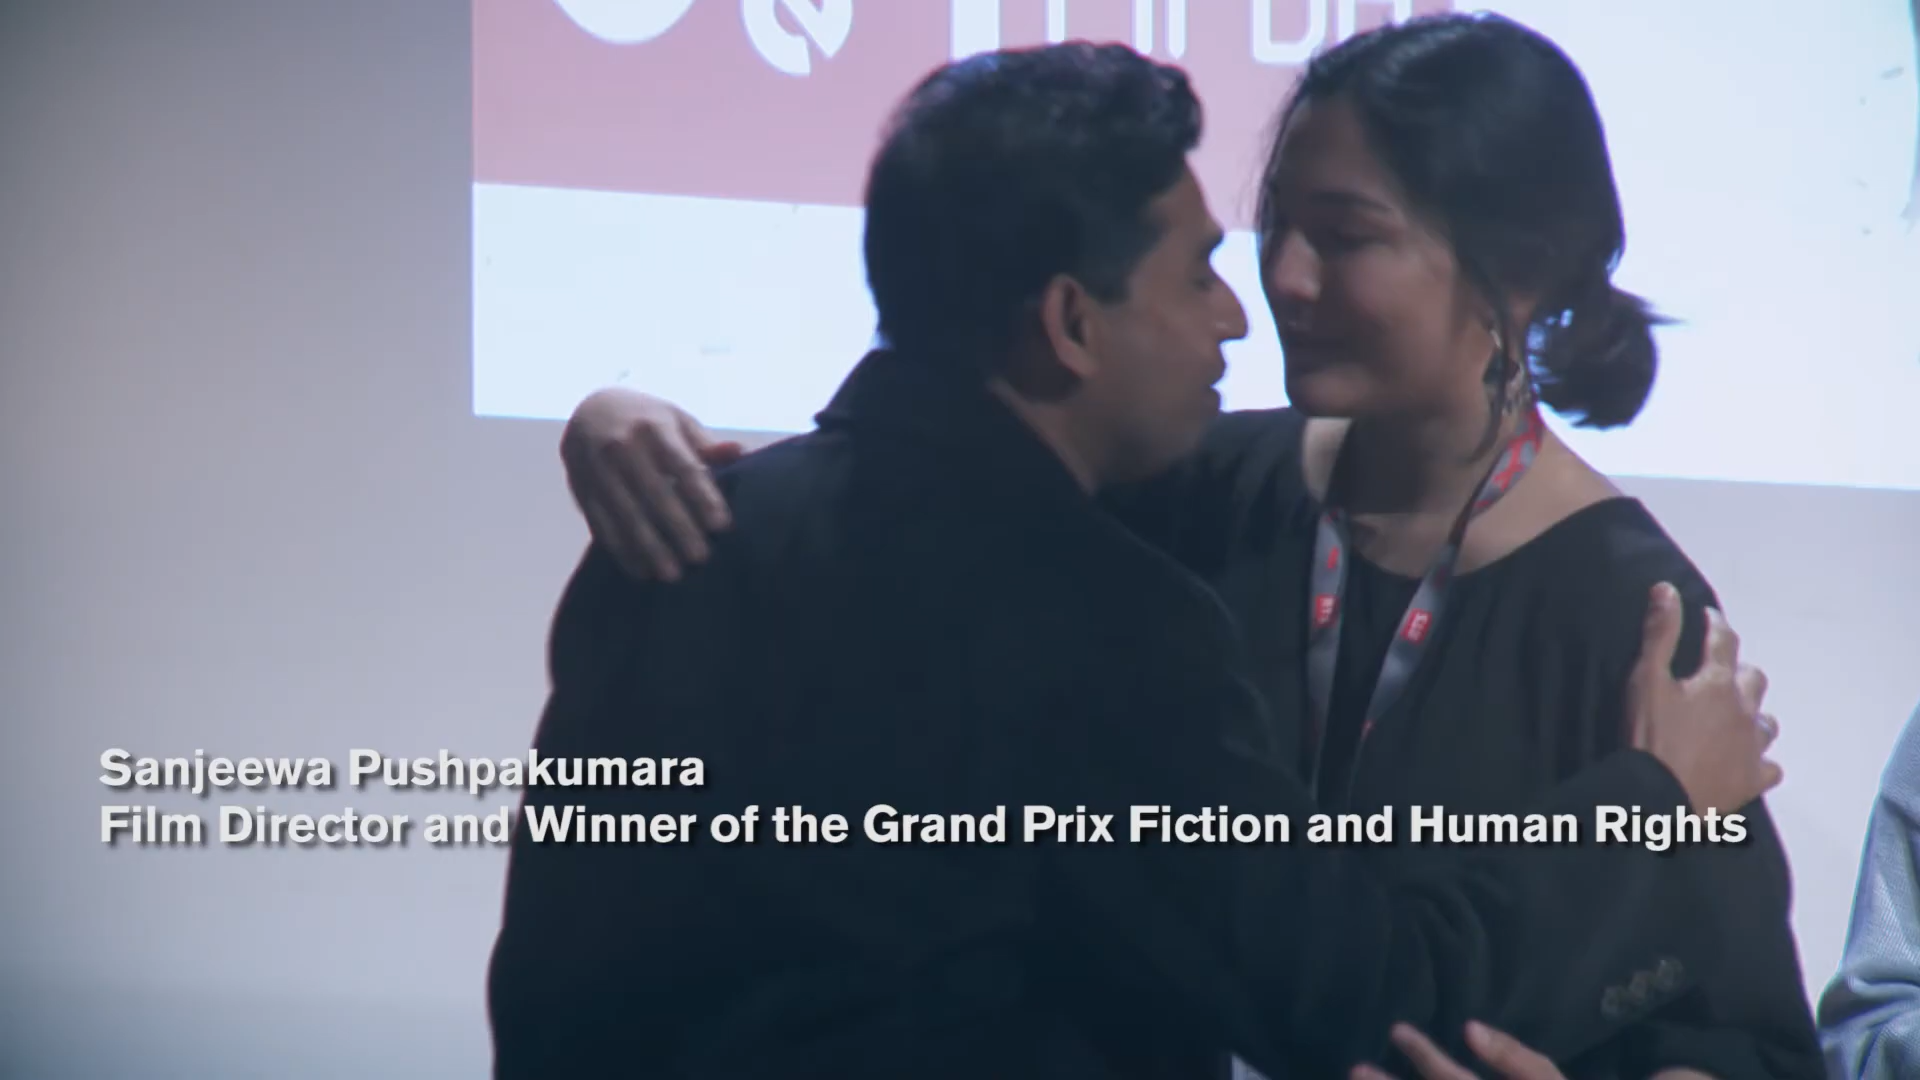 Sanjeewa Pushpakumara
Film Director and Winner of the Grand Prix Fiction and Human Rights